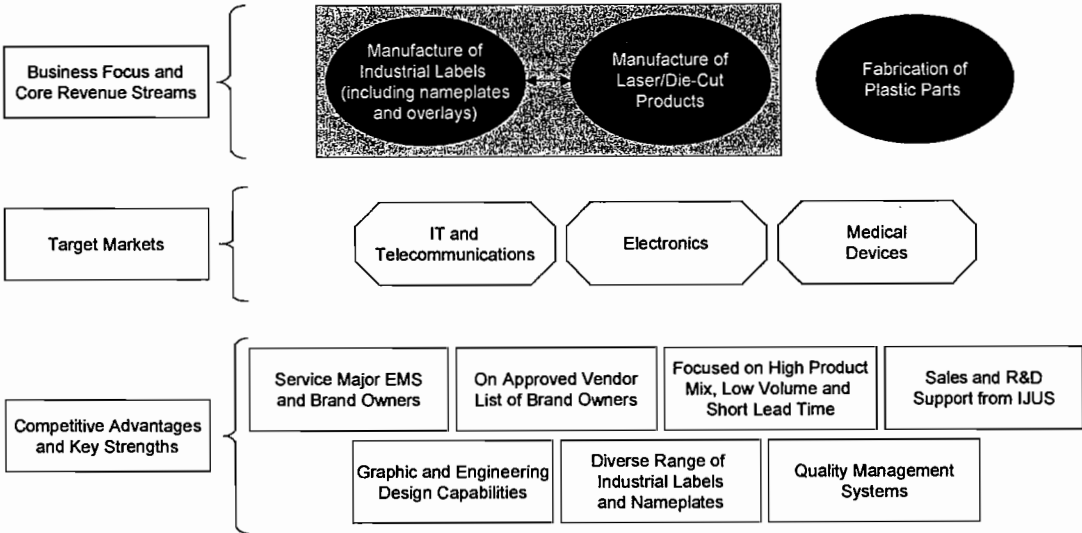 Business Focus and
Core Revenue Streams
Manufacture of
Industrial Labels
(including nameplates
and overlays)
Manufacture of
Laser/Die-Cut
Products
Fabrication of
Plastic Parts
Target Markets
IT and
Telecommunications
Electronics
Medical
Devices
Competitive Advantages
and Key Strengths
Service Major EMS
and Brand Owners
On Approved Vendor
List of Brand Owners
Focused on High Product
Mix, Low Volume and
Short Lead Time
Sales and R&D
Support from IJUS
Graphic and Engineering
Design Capabilities
Diverse Range of
Industrial Labels
and Nameplates
Quality Management
Systems